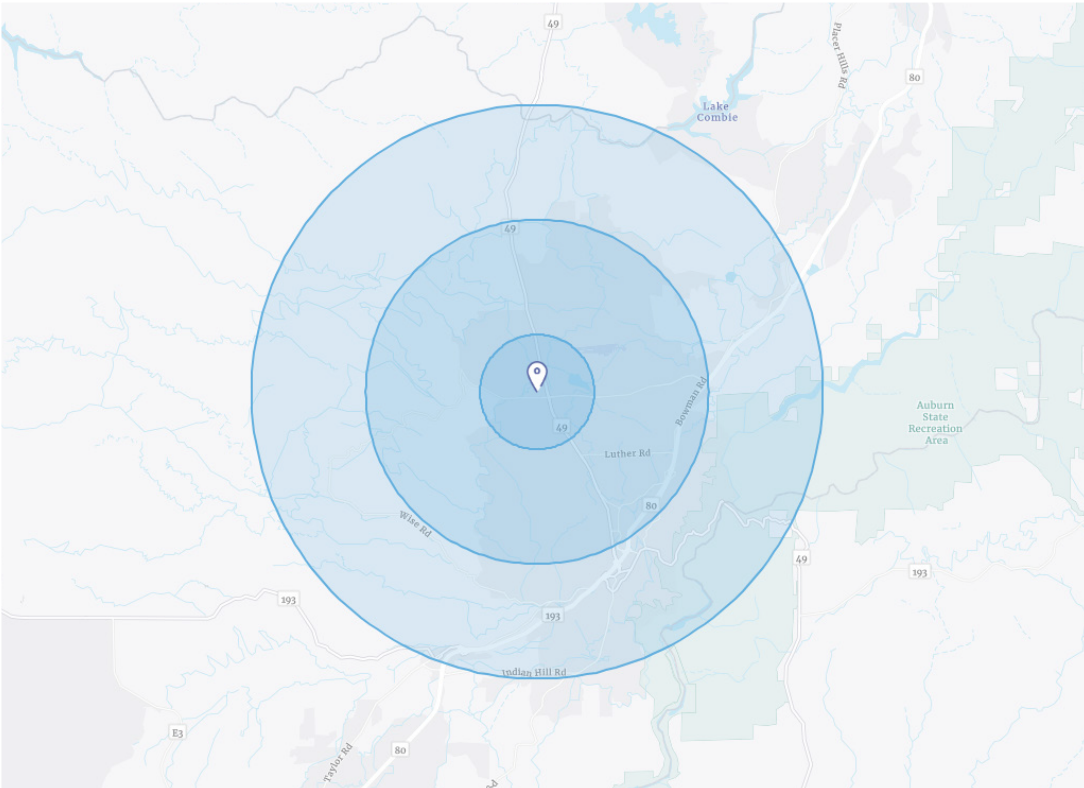 49
Placer Hills Rd
80
Lake
Combie
49
Bowman Rd
Auburn
State
Recreation
Area
49
Luther Rd
80
Wise Rd
49
193
193
193
Indian Hill Rd
E3
80
Taylor Rd